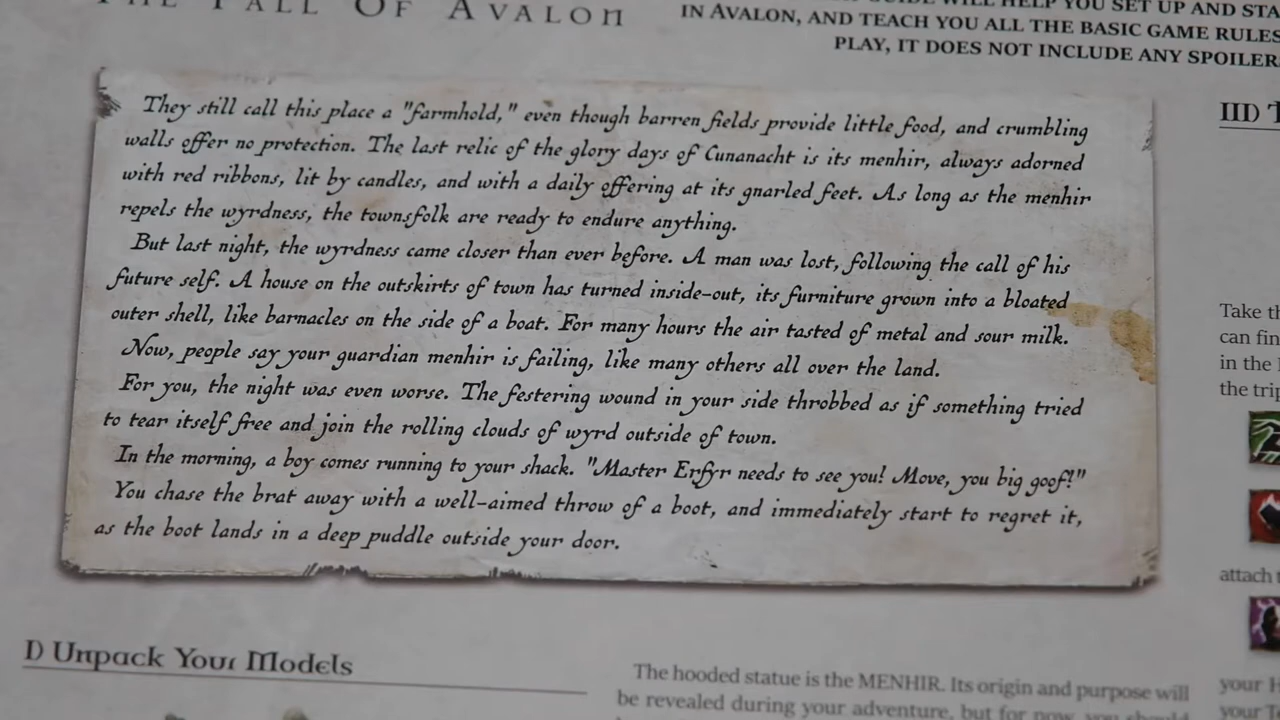 THE FALL OF AVALON
HELP YOU SET UP AND
IN AVALON, AND TEACH YOU ALL THE BASIC GAME RULES
PLAY, IT DOES NOT INCLUDE ANY
They still call this place a "farmhold," even though barren fields provide little food, and crumbling
walls offer no protection. The last relic of the glory days of Cunanacht is its menhir, always adorned
with red ribbons, lit by candles, and with a daily offering at its gnarled feet. As long as the menhir
repels the wyrdness, the townsfolk are ready to endure anything.
But last night, the wyrdness came closer than ever before. A man was lost, following the call of his
future self. A house on the outskirts of town has turned inside-out, its furniture grown into a bloated
outer shell, like barnacles on the side of a boat. For many hours the air tasted of metal and sour milk.
Now, people say your guardian menhir is failing, like many others all over the land.
For you, the night was even worse. The festering wound in your side throbbed as if something tried
to tear itself free and join the rolling clouds of wyrd outside of town.
In the morning, a boy comes running to your shack. "Master Erfyr needs to see you! Move, you big goof!"
You chase the brat away with a well-aimed throw of a boot, and immediately start to regret it,
as the boot lands in a deep puddle outside your door.
I) Unpack Your Models
The hooded statue is the MENHIR. Its origin and purpose will
be revealed during your adventure, but for now, you should
III)
Take
can
in the
the
attach
your
your